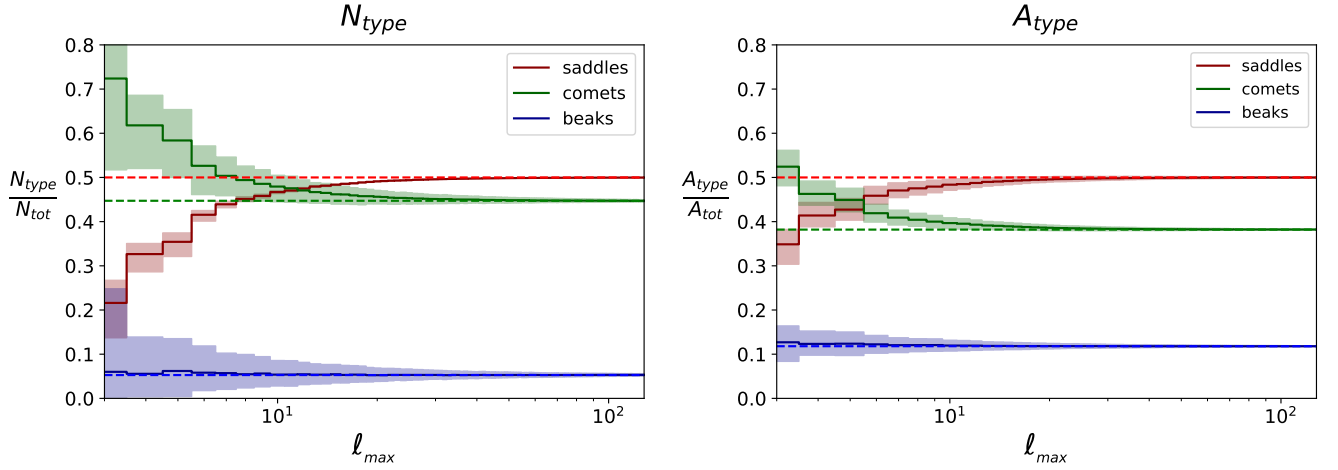 N_type
0.8
0.7
0.6
0.5
0.4
0.3
0.2
0.1
0.0
N_type
N_tot
saddles
comets
beaks
10^1
10^2
ℓ_max
A_type
0.8
0.7
0.6
0.5
0.4
0.3
0.2
0.1
0.0
A_type
A_tot
saddles
comets
beaks
10^1
10^2
ℓ_max